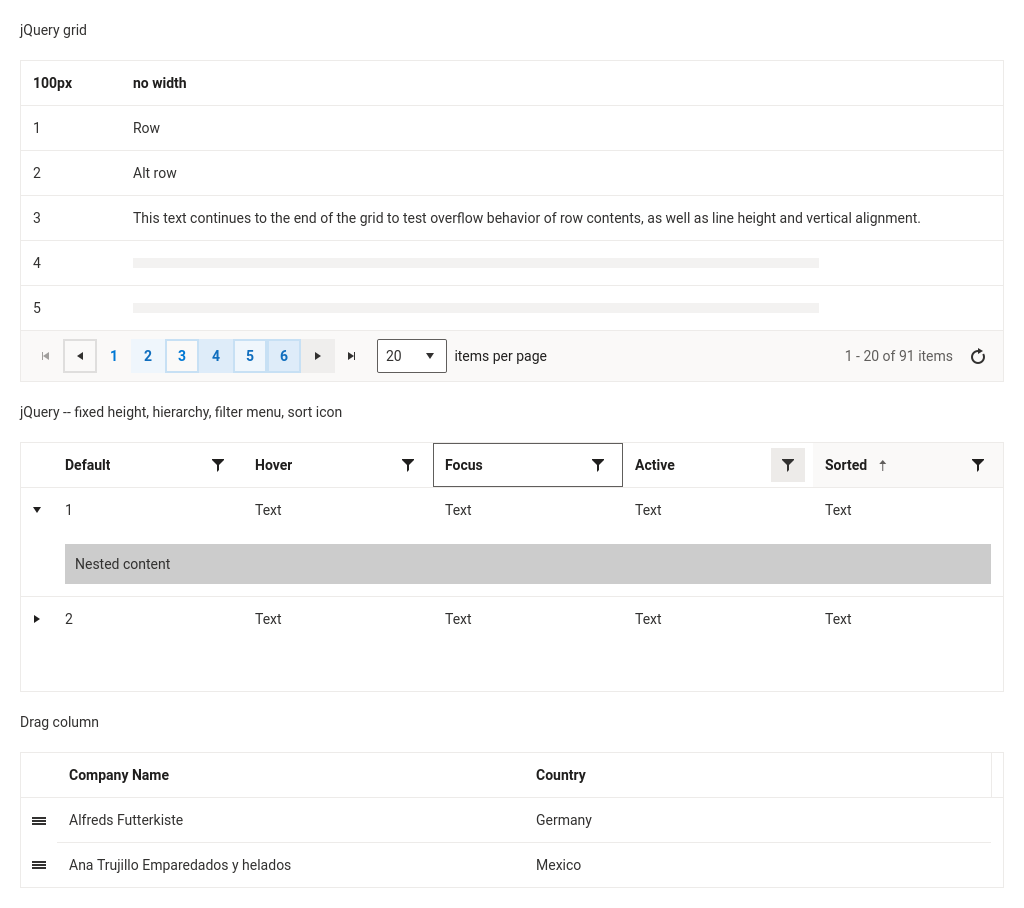 jQuery grid
100px no width
1 Row
2 Alt row
3 This text continues to the end of the grid to test overflow behavior of row contents, as well as line height and vertical alignment.
4
5
1 2 3 4 5 6 20 items per page 1 - 20 of 91 items
jQuery -- fixed height, hierarchy, filter menu, sort icon
Default Hover Focus Active Sorted
1 Text Text Text Text
Nested content
2 Text Text Text Text
Drag column
Company Name Country
Alfreds Futterkiste Germany
Ana Trujillo Emparedados y helados Mexico